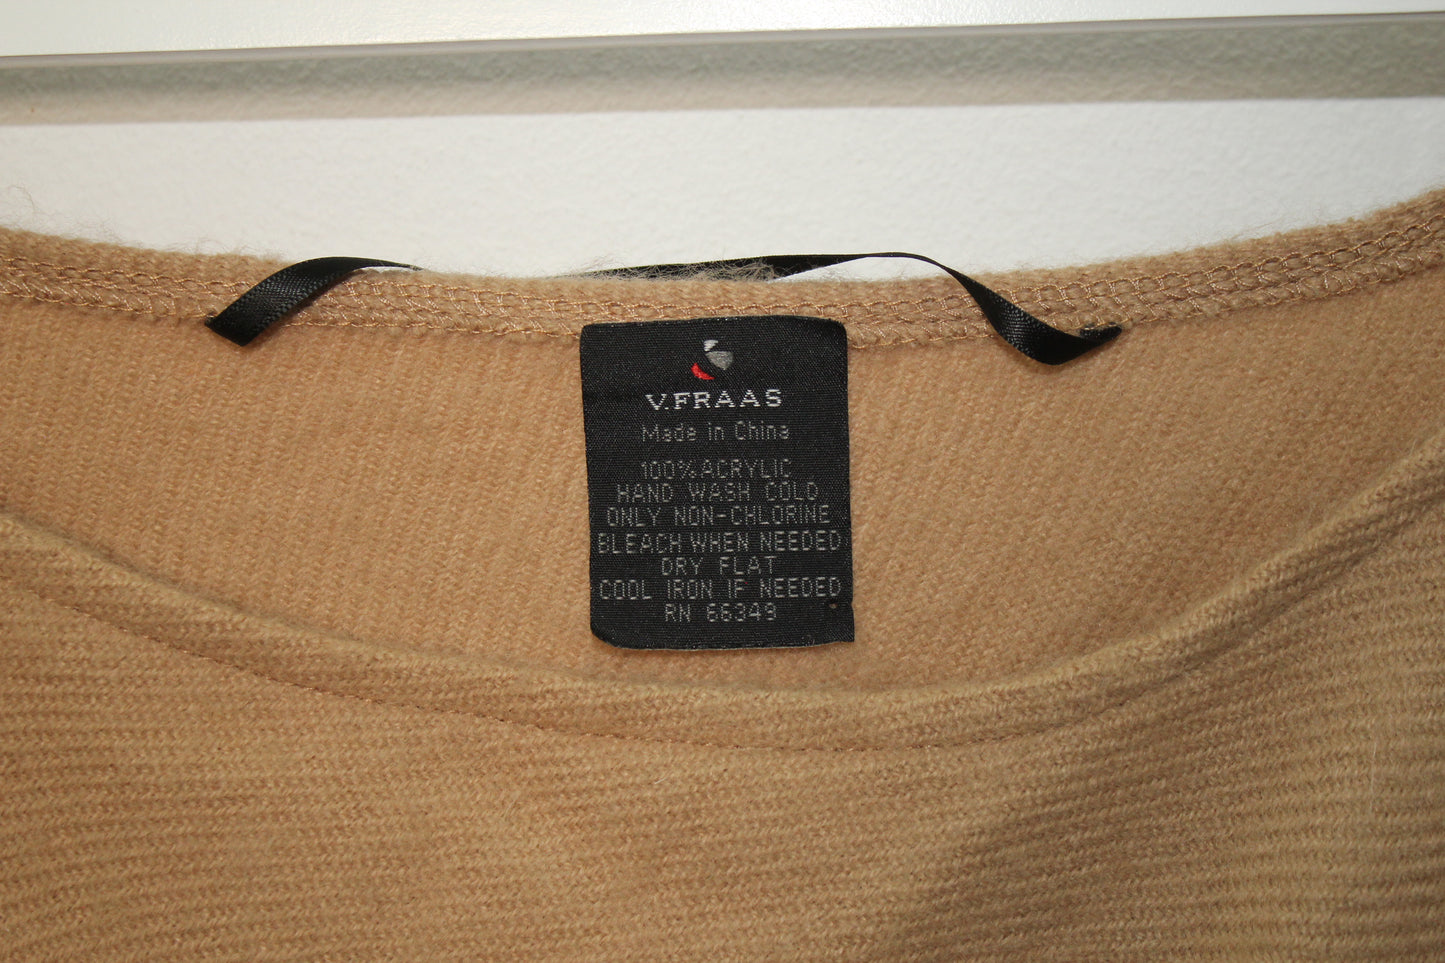 V.FRAAS
Made in China
100% ACRYLIC
HAND WASH COLD
ONLY NON-CHLORINE
BLEACH WHEN NEEDED
DRY FLAT
COOL IRON IF NEEDED
RN 66349